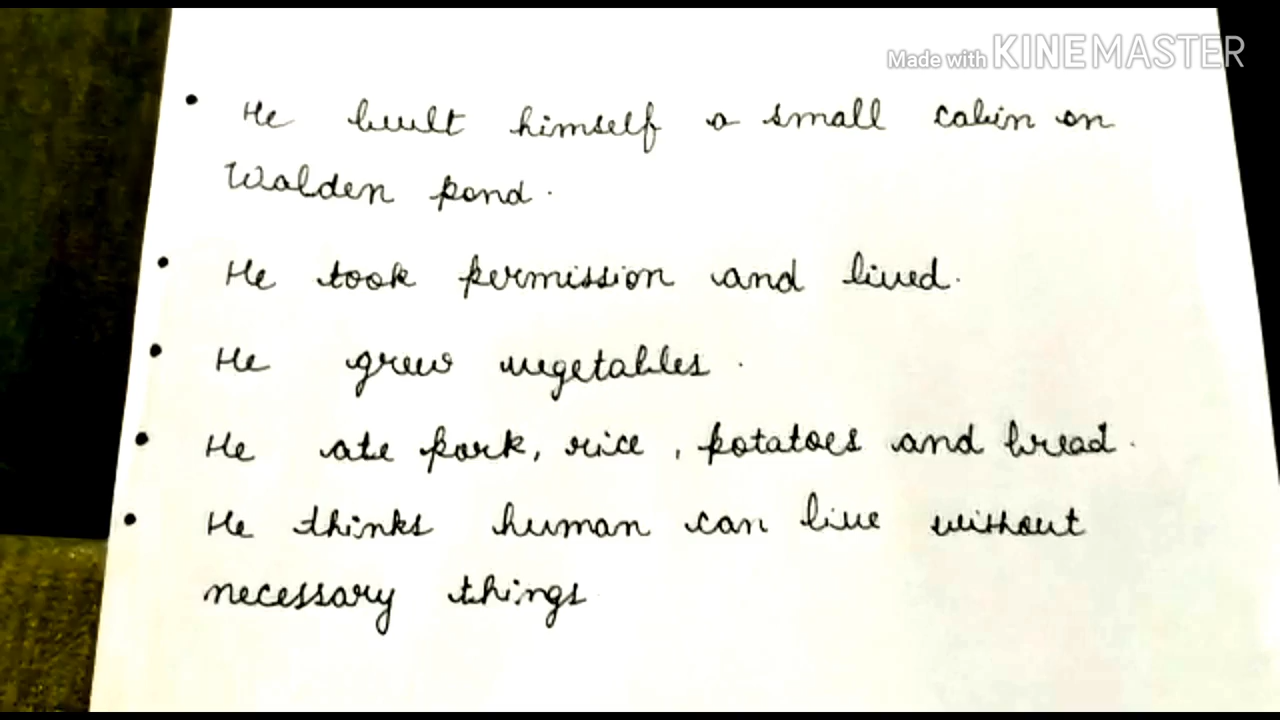 Made with KINEMASTER
• He built himself a small cabin on
Walden pond.
• He took permission and lived.
• He grew vegetables.
• He ate pork, rice, potatoes and bread.
• He thinks human can live without
necessary things